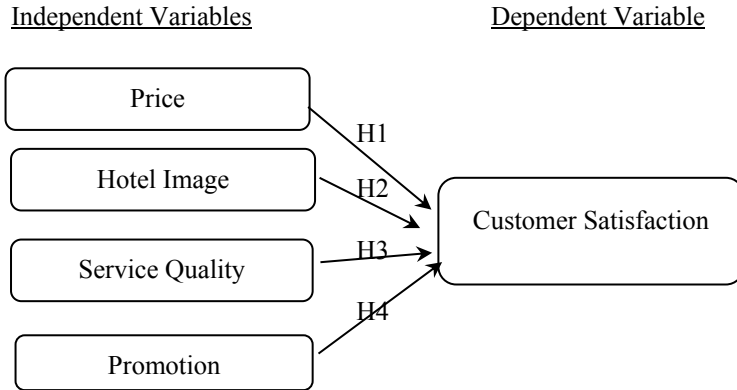 Independent Variables
Dependent Variable
Price
H1
Hotel Image
H2
Customer Satisfaction
Service Quality
H3
H4
Promotion